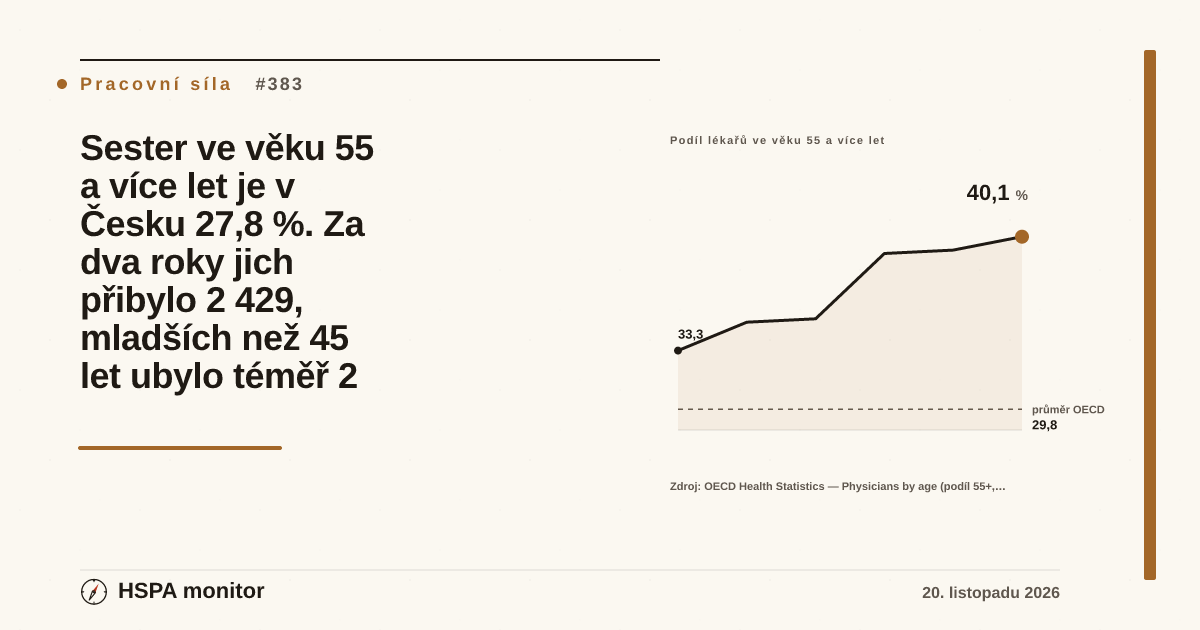 Pracovní síla #383
Sester ve věku 55
a více let je v
Česku 27,8 %. Za
dva roky jich
přibylo 2 429,
mladších než 45
let ubylo téměř 2
Podíl lékařů ve věku 55 a více let
40,1 %
33,3
průměr OECD
29,8
Zdroj: OECD Health Statistics — Physicians by age (podíl 55+,…
HSPA monitor
20. listopadu 2026